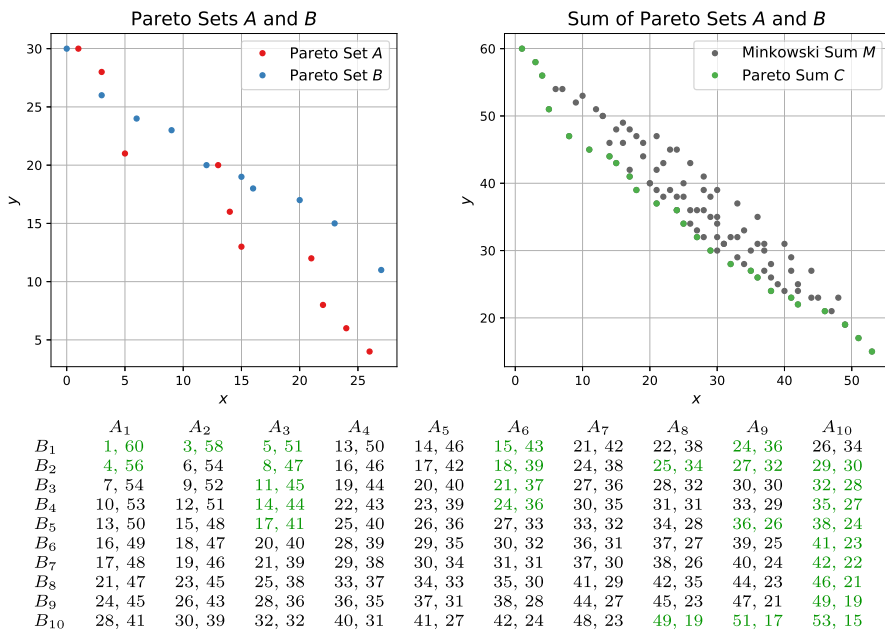 Pareto Sets A and B
30
25
20
15
10
5
y
0 5 10 15 20 25
x
Pareto Set A
Pareto Set B
Sum of Pareto Sets A and B
60
50
40
30
20
y
0 10 20 30 40 50
x
Minkowski Sum M
Pareto Sum C
A₁ A₂ A₃ A₄ A₅ A₆ A₇ A₈ A₉ A₁₀
B₁ 1, 60 3, 58 5, 51 13, 50 14, 46 15, 43 21, 42 22, 38 24, 36 26, 34
B₂ 4, 56 6, 54 8, 47 16, 46 17, 42 18, 39 24, 38 25, 34 27, 32 29, 30
B₃ 7, 54 9, 52 11, 45 19, 44 20, 40 21, 37 27, 36 28, 32 30, 30 32, 28
B₄ 10, 53 12, 51 14, 44 22, 43 23, 39 24, 36 30, 35 31, 31 33, 29 35, 27
B₅ 13, 50 15, 48 17, 41 25, 40 26, 36 27, 33 33, 32 34, 28 36, 26 38, 24
B₆ 16, 49 18, 47 20, 40 28, 39 29, 35 30, 32 36, 31 37, 27 39, 25 41, 23
B₇ 17, 48 19, 46 21, 39 29, 38 30, 34 31, 31 37, 30 38, 26 40, 24 42, 22
B₈ 21, 47 23, 45 25, 38 33, 37 34, 33 35, 30 41, 29 42, 35 44, 23 46, 21
B₉ 24, 45 26, 43 28, 36 36, 35 37, 31 38, 28 44, 27 45, 23 47, 21 49, 19
B₁₀ 28, 41 30, 39 32, 32 40, 31 41, 27 42, 24 48, 23 49, 19 51, 17 53, 15